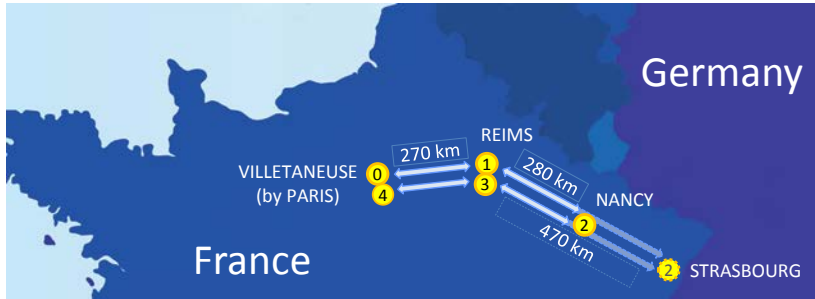 Germany
REIMS
270 km
1
280 km
VILLETANEUSE
0
(by PARIS)
4
3
NANCY
2
470 km
France
2
STRASBOURG